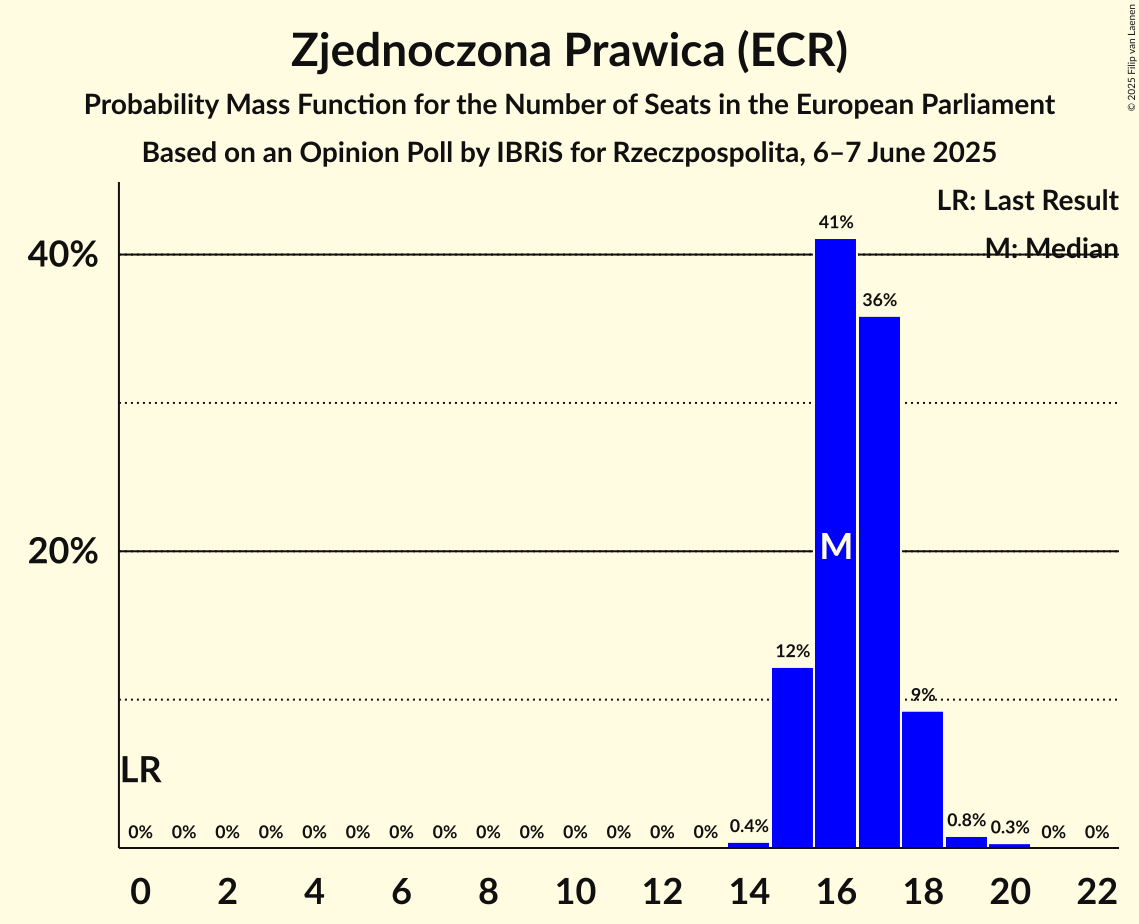 Zjednoczona Prawica (ECR)
Probability Mass Function for the Number of Seats in the European Parliament
Based on an Opinion Poll by IBRiS for Rzeczpospolita, 6–7 June 2025
© 2025 Filip van Laenen
LR: Last Result
M: Median
40%
20%
41%
36%
M
12%
9%
LR
0% 0% 0% 0% 0% 0% 0% 0% 0% 0% 0% 0% 0% 0% 0.4% 0.8% 0.3% 0% 0%
0 2 4 6 8 10 12 14 16 18 20 22